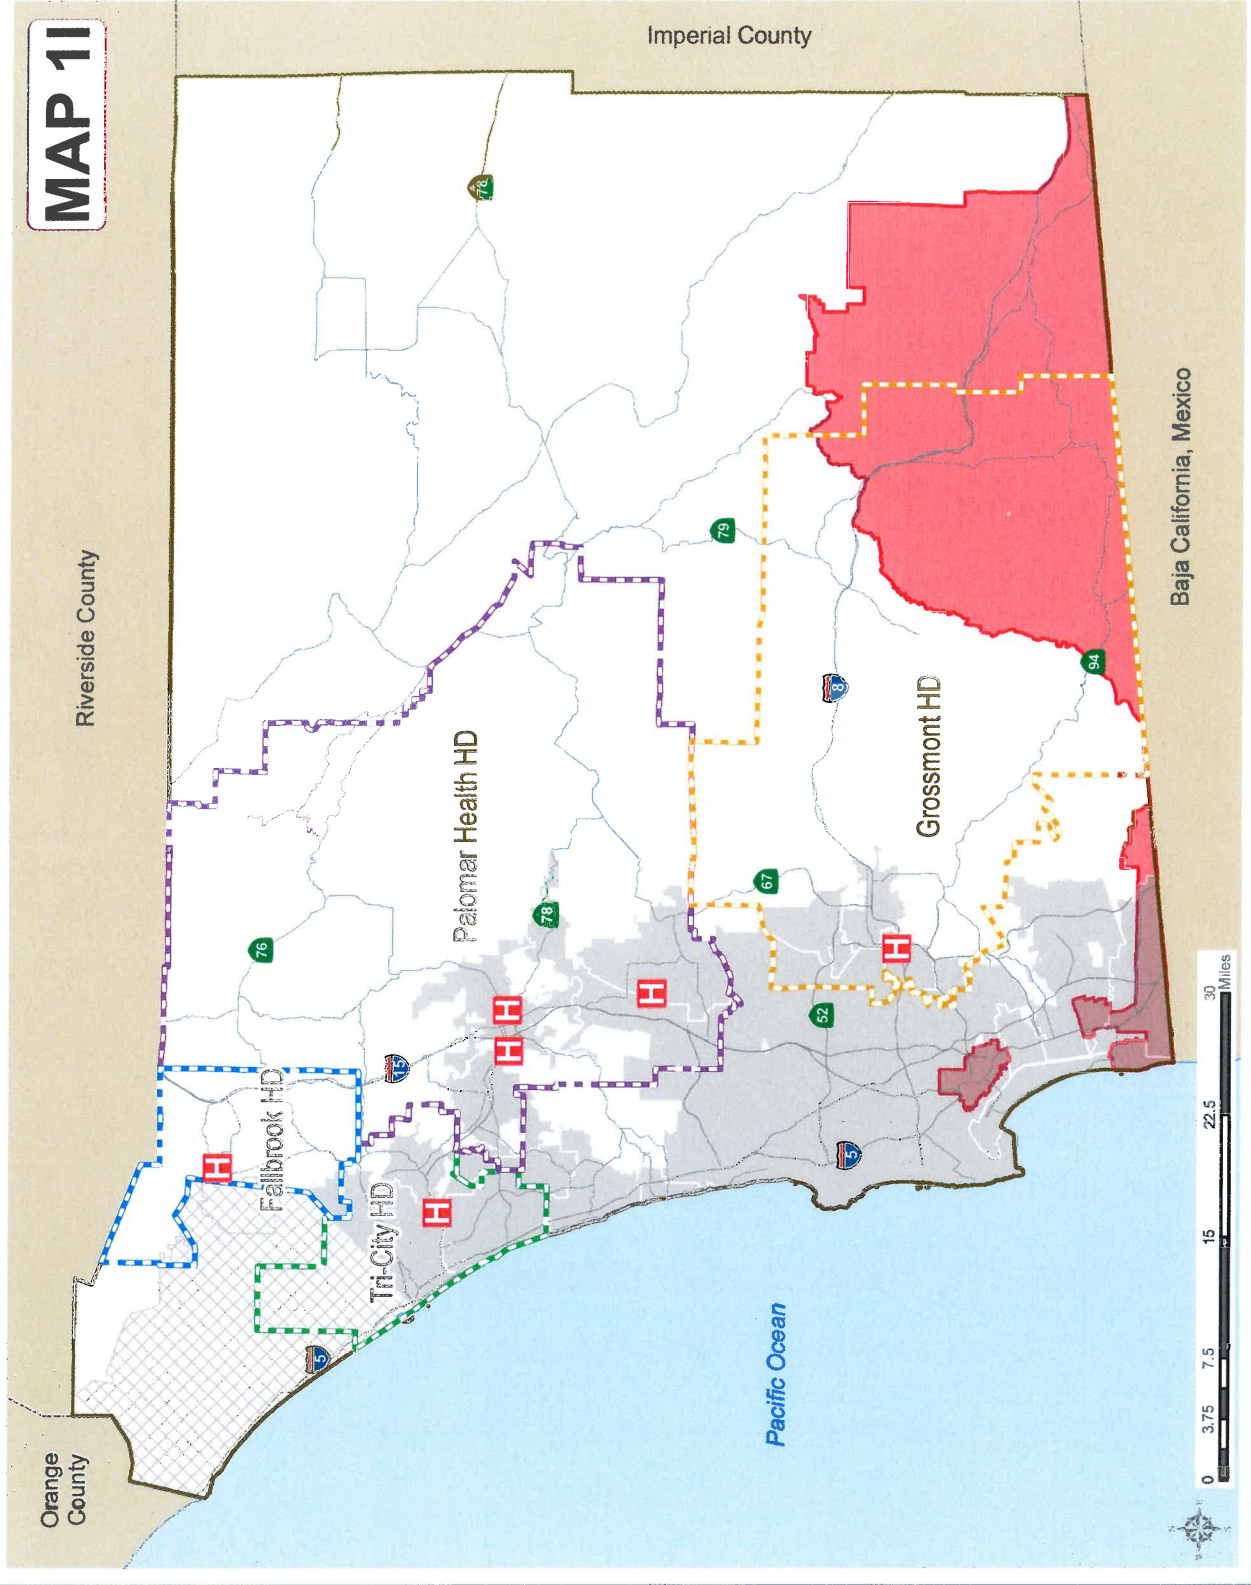 MAP 1I
Imperial County
Riverside County
Orange
County
Baja California, Mexico
Pacific Ocean
Palomar Health HD
Fallbrook HD
Tri-City HD
Grossmont HD
78
79
76
78
67
94
8
52
15
5
5
H
H
H
H
H
H
0
3.75
7.5
15
22.5
30
Miles
N
E
S
W